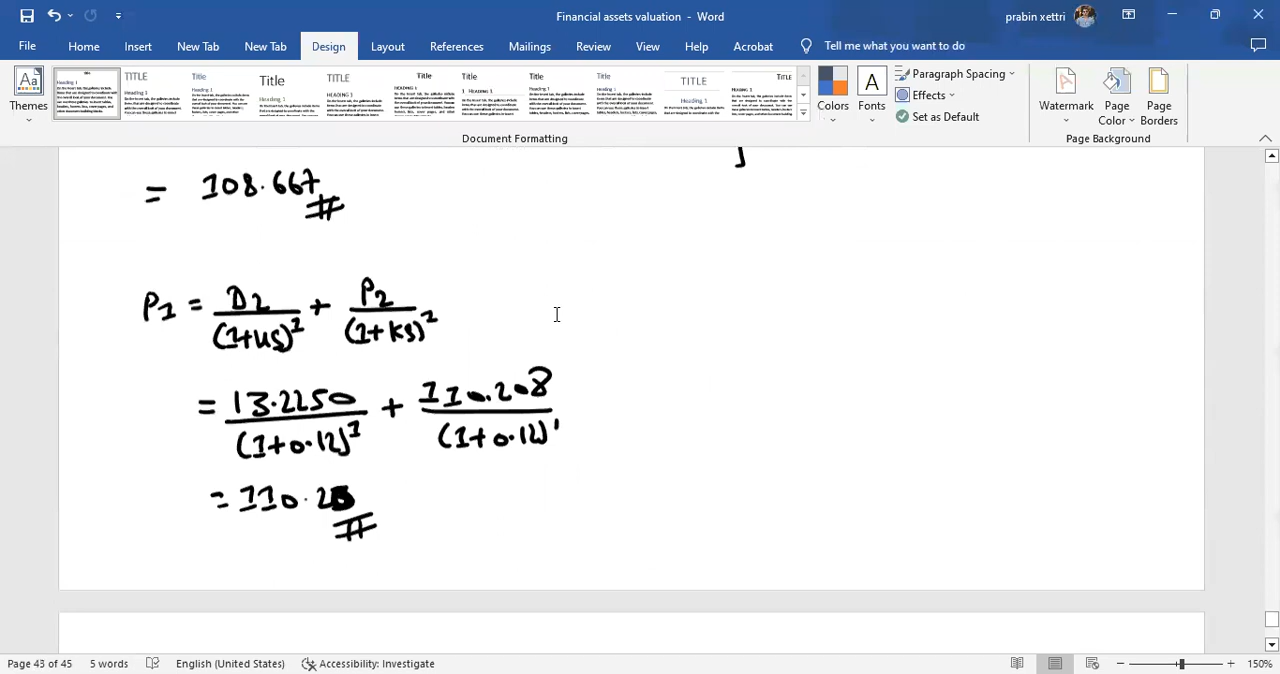 Financial assets valuation - Word
prabin xettri
File Home Insert New Tab New Tab Design Layout References Mailings Review View Help Acrobat Tell me what you want to do
Themes
Colors
Fonts
Paragraph Spacing
Effects
Set as Default
Watermark
Page Color
Page Borders
Document Formatting
Page Background
= 108.667
P1 = D2/(1+ks)^1 + P2/(1+ks)^2
= 13.2250/(1+0.12)^1 + 110.208/(1+0.12)^1
Page 43 of 45 5 words English (United States) Accessibility: Investigate 150%